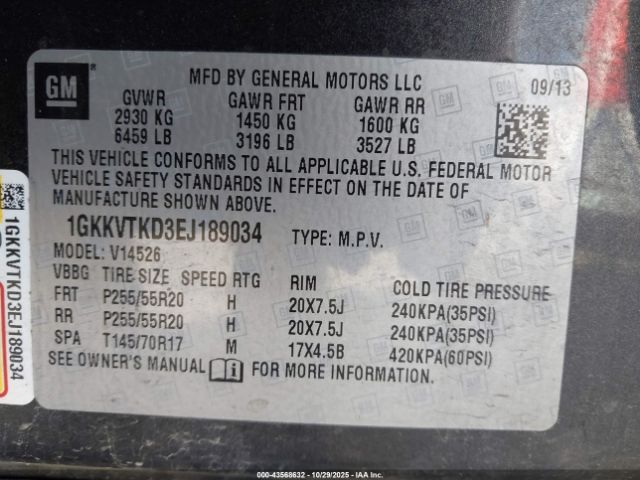 GM
MFD BY GENERAL MOTORS LLC
09/13
GVWR GAWR FRT GAWR RR
2930 KG 1450 KG 1600 KG
6459 LB 3196 LB 3527 LB
THIS VEHICLE CONFORMS TO ALL APPLICABLE U.S. FEDERAL MOTOR
VEHICLE SAFETY STANDARDS IN EFFECT ON THE DATE OF
MANUFACTURE SHOWN ABOVE.
1GKKVTKD3EJ189034 TYPE: M.P.V.
MODEL: V14526
VBBG TIRE SIZE SPEED RTG RIM COLD TIRE PRESSURE
FRT P255/55R20 H 20X7.5J 240KPA(35PSI)
RR P255/55R20 H 20X7.5J 240KPA(35PSI)
SPA T145/70R17 M 17X4.5B 420KPA(60PSI)
SEE OWNER'S MANUAL FOR MORE INFORMATION.
1GKKVTKD3EJ189034
000-43568632 - 10/29/2025 - IAAI.com